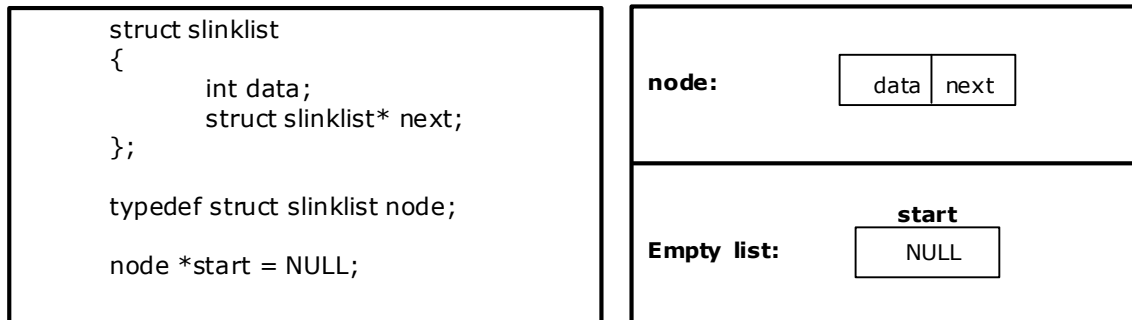 struct slinklist
{
int data;
struct slinklist* next;
};
typedef struct slinklist node;
node *start = NULL;
node: data next
start
Empty list: NULL